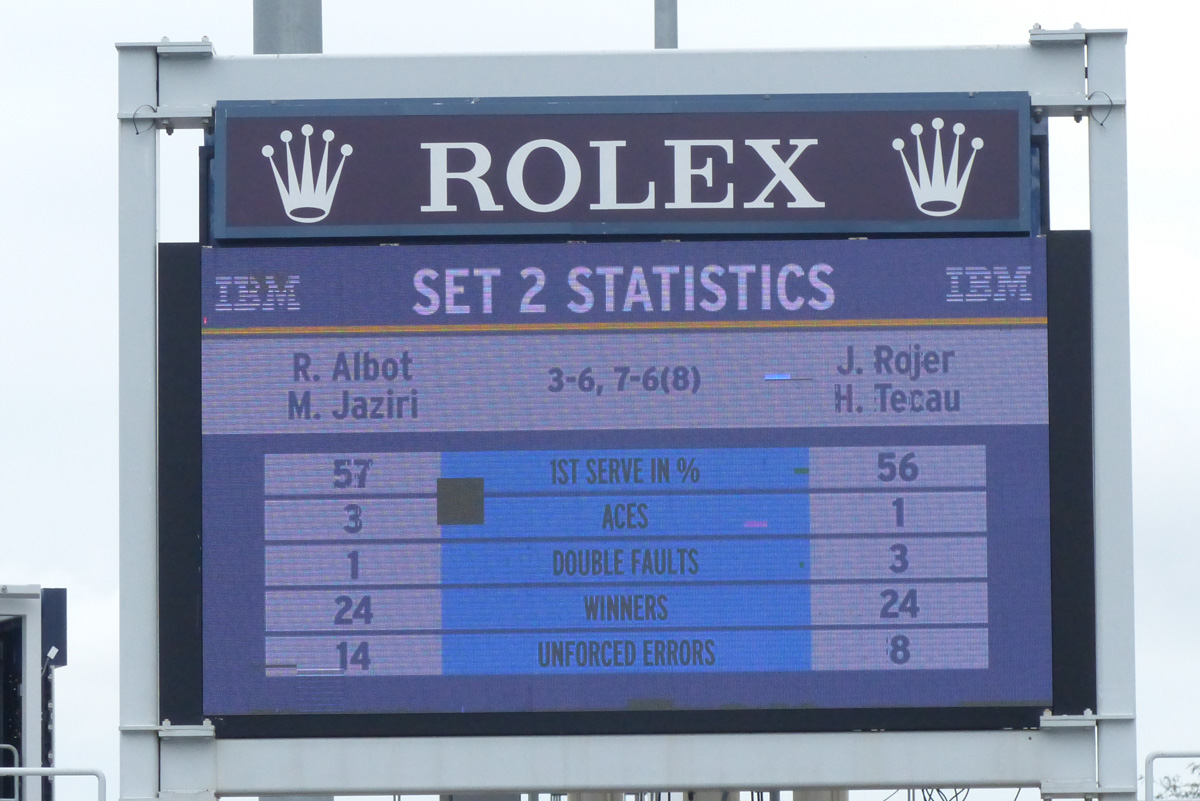 ROLEX
IBM SET 2 STATISTICS IBM
R. Albot
M. Jaziri
3-6, 7-6(8)
J. Rojer
H. Tecau
57 1ST SERVE IN % 56
3 ACES 1
1 DOUBLE FAULTS 3
24 WINNERS 24
14 UNFORCED ERRORS 8